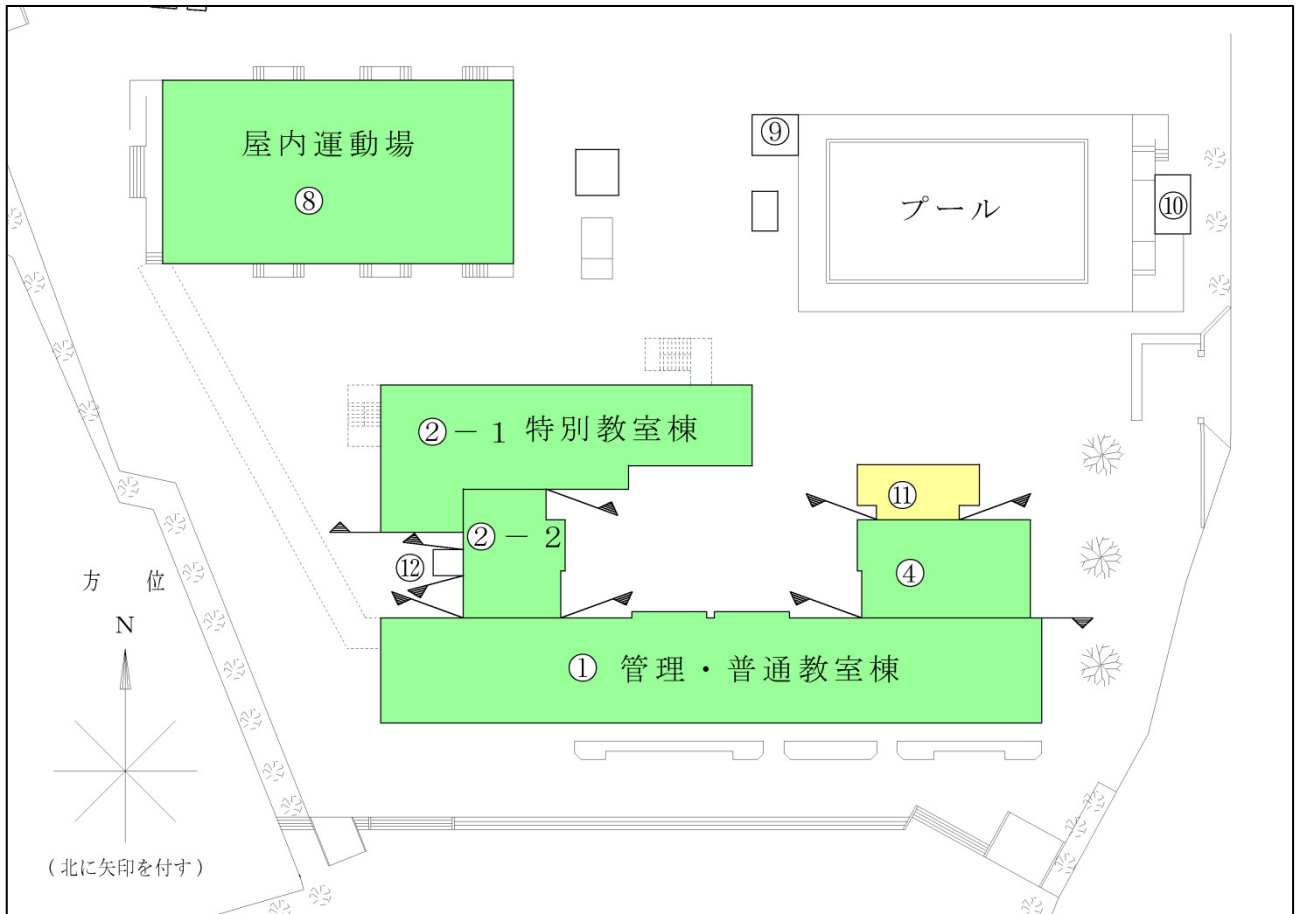 屋内運動場
⑧
⑨
プール
⑩
②－１ 特別教室棟
②－２
⑪
⑫
④
方　位
N
① 管理・普通教室棟
（北に矢印を付す）